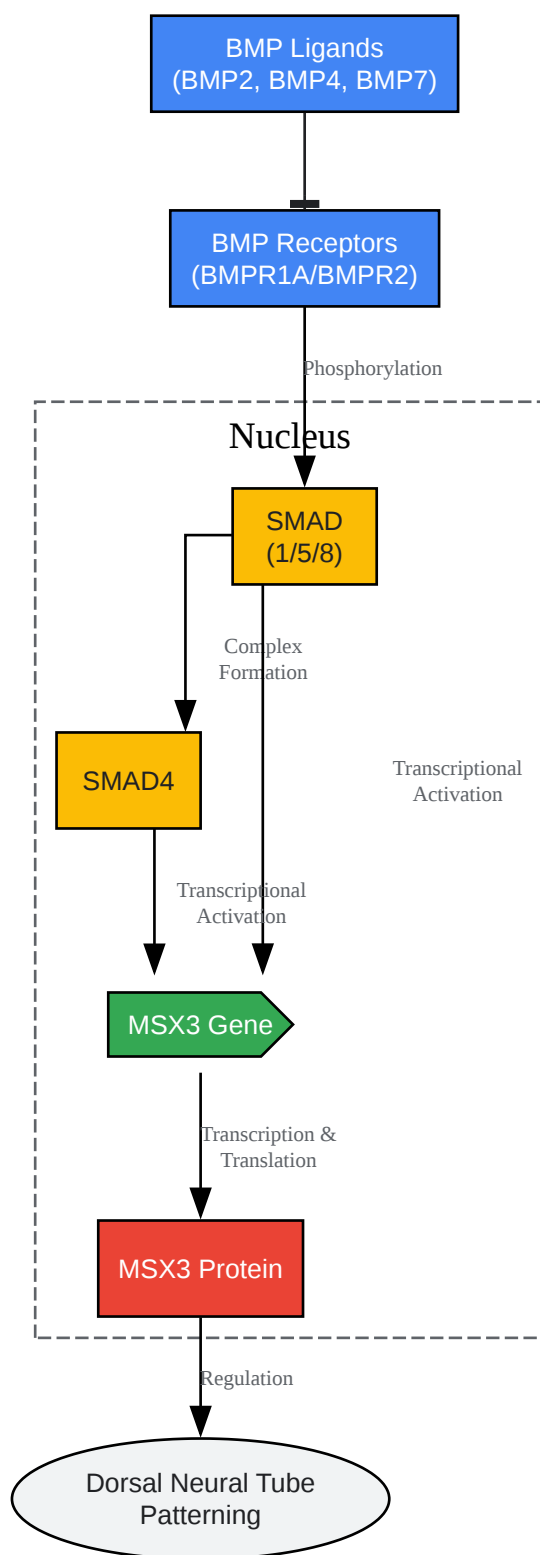 BMP Ligands
(BMP2, BMP4, BMP7)
BMP Receptors
(BMPR1A/BMPR2)
Phosphorylation
Nucleus
SMAD
(1/5/8)
Complex
Formation
SMAD4
Transcriptional
Activation
Transcriptional
Activation
MSX3 Gene
Transcription &
Translation
MSX3 Protein
Regulation
Dorsal Neural Tube
Patterning